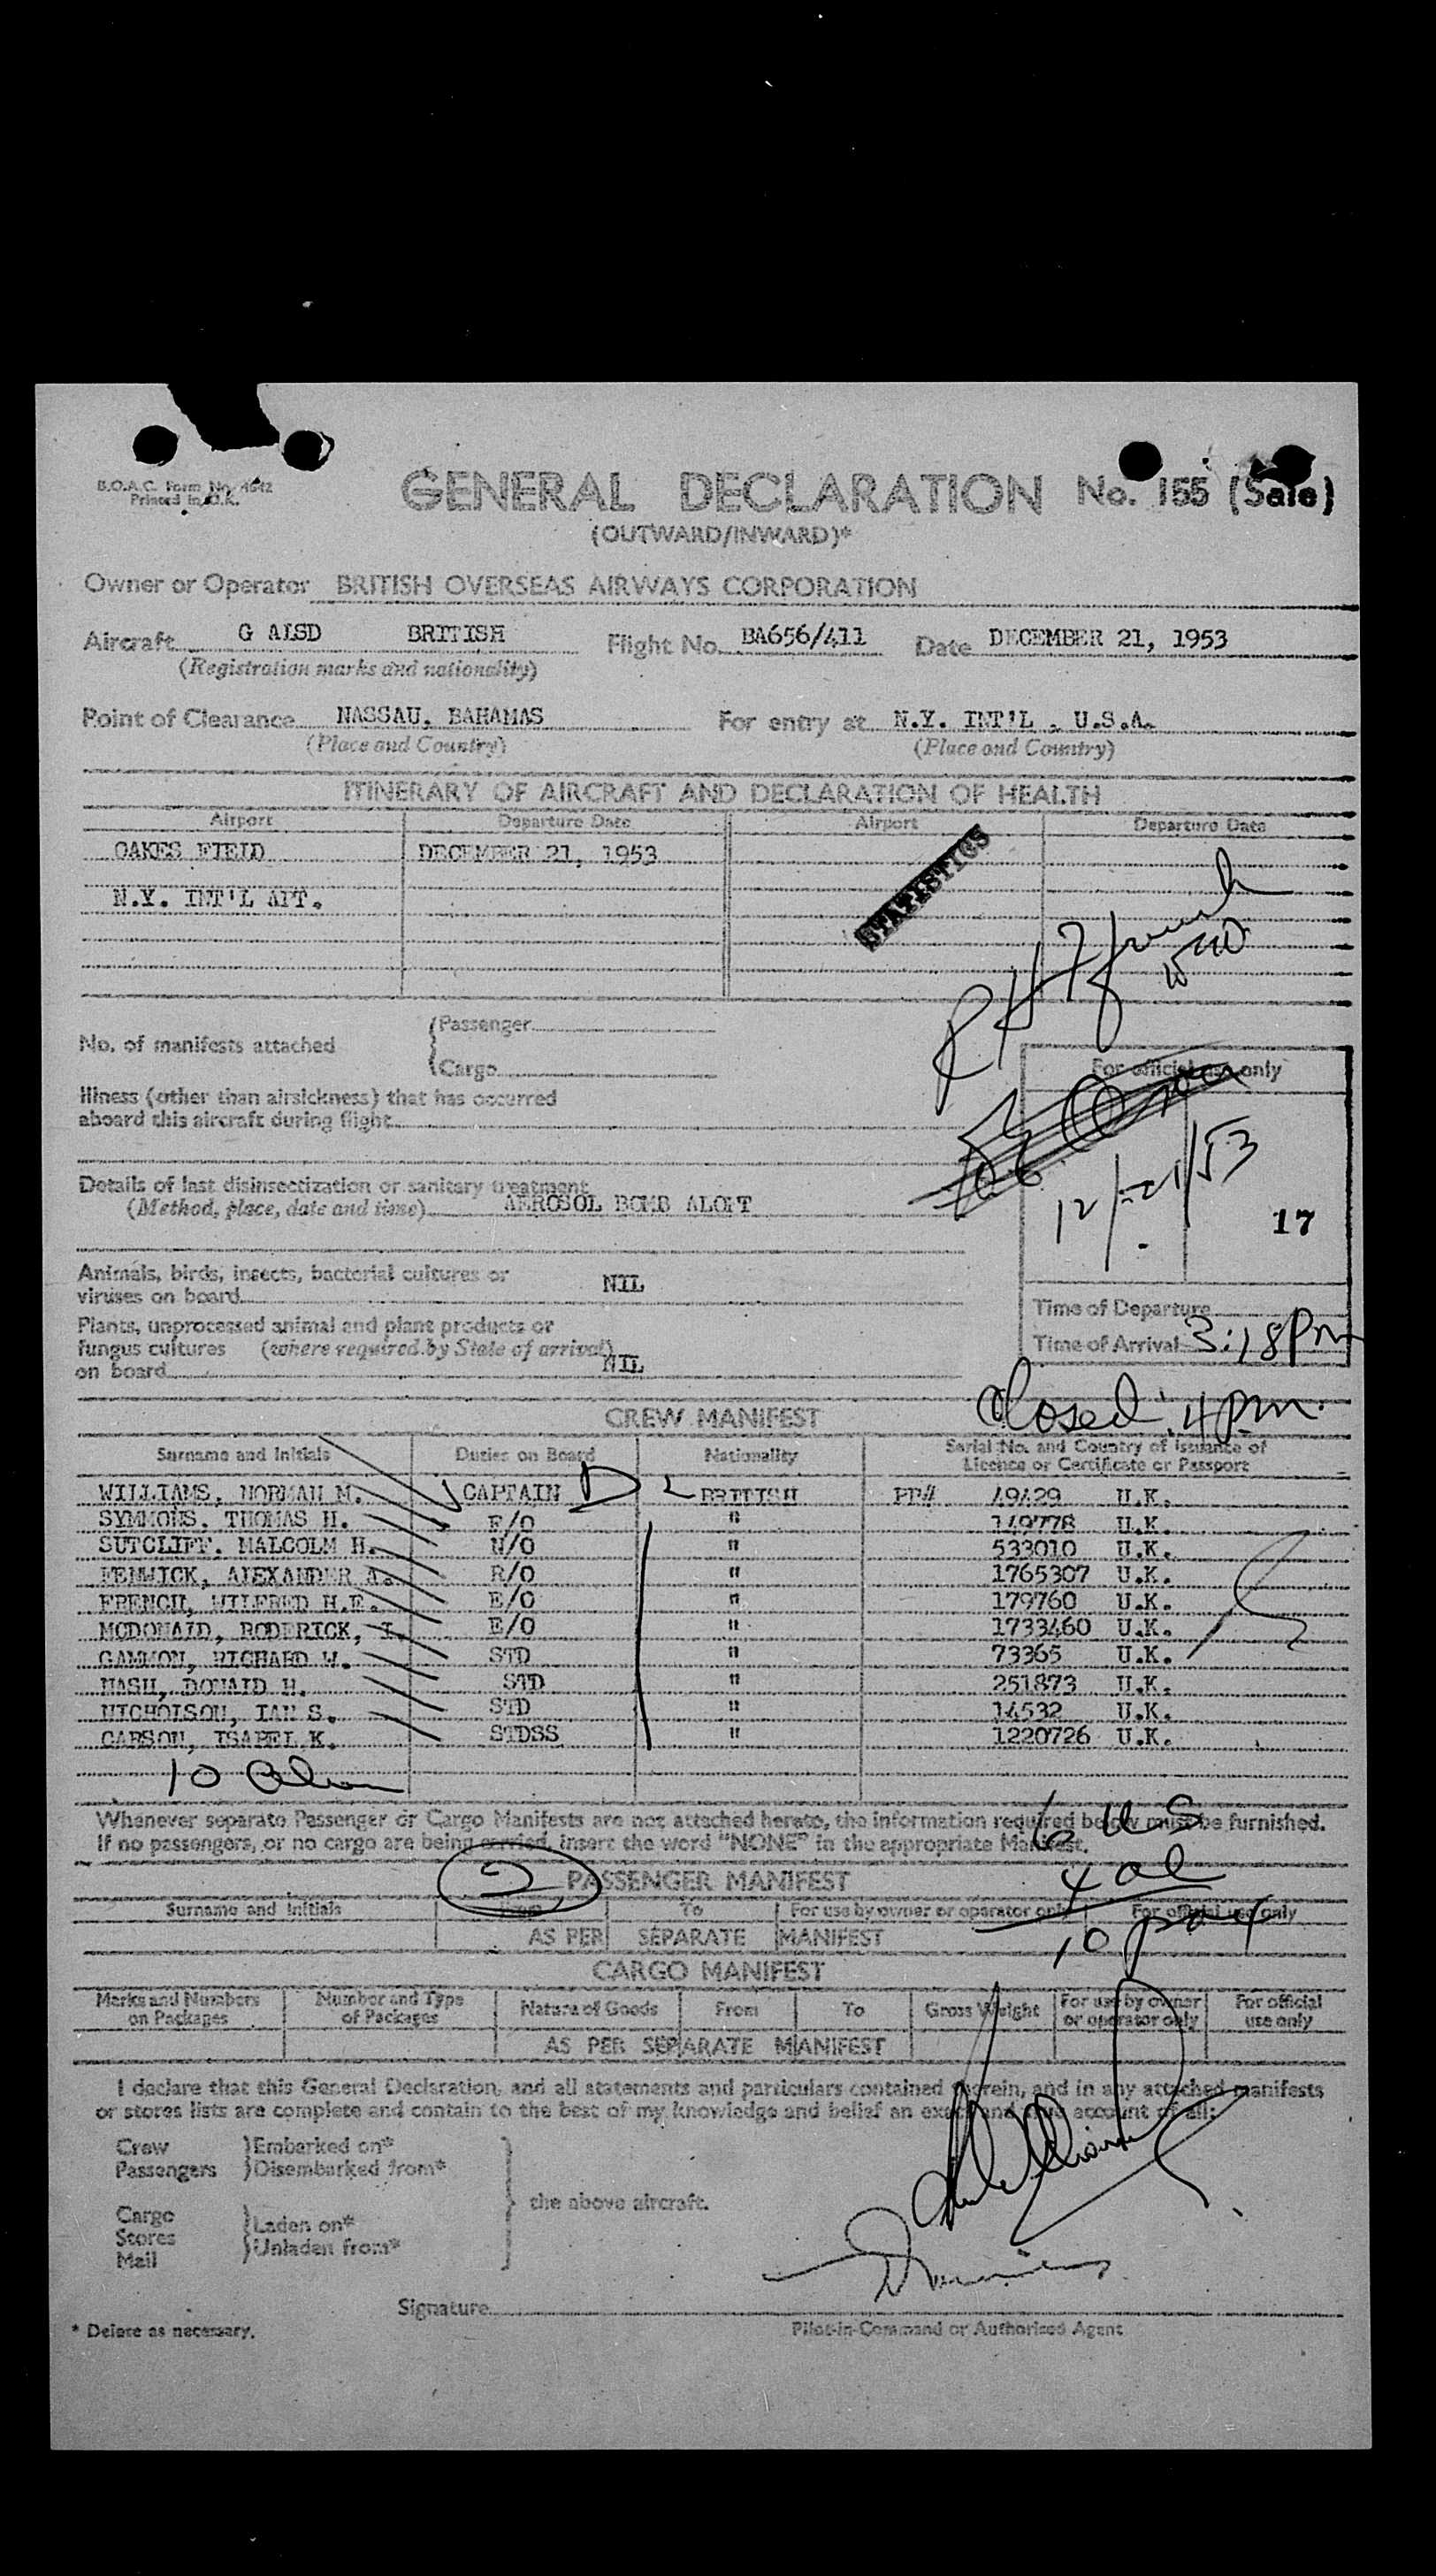 B.O.A.C. Form No. 4642
Printed in U.K.
GENERAL DECLARATION No. 155 (Sale)
(OUTWARD/INWARD)*
Owner or Operator BRITISH OVERSEAS AIRWAYS CORPORATION
Aircraft G ALSD BRITISH Flight No. BA656/411 Date DECEMBER 21, 1953
(Registration marks and nationality)
Point of Clearance NASSAU, BAHAMAS For entry at N.Y. INT'L . U.S.A.
(Place and Country) (Place and Country)
ITINERARY OF AIRCRAFT AND DECLARATION OF HEALTH
Airport Departure Date Airport Departure Date
OAKES FIELD DECEMBER 21, 1953
STATISTICS
N.Y. INT'L APT.
No. of manifests attached
Passenger
Cargo
For official use only
Illness (other than airsickness) that has occurred
aboard this aircraft during flight
12/21/53
Details of last disinsectization or sanitary treatment
(Method, place, date and time) AEROSOL BOMB ALOFT
17
Animals, birds, insects, bacterial cultures or
viruses on board NIL
Time of Departure
Time of Arrival 3:18 Pm
Plants, unprocessed animal and plant products or
fungus cultures (where required by State of arrival)
on board NIL
Closed: 4 Pm.
CREW MANIFEST
Surname and Initials Duties on Board Nationality Serial No. and Country of Issuance of
Licence or Certificate or Passport
WILLIAMS, NORMAN M. CAPTAIN D BRITISH PP# 49429 U.K.
SYMMONS, THOMAS H. F/O " 149778 U.K.
SUTCLIFF, MALCOLM H. N/O " 533010 U.K.
FENWICK, ALEXANDER A. R/O " 1765307 U.K.
FRENCH, WILFRED H.E. E/O " 179760 U.K.
MCDONALD, RODERICK, I. E/O " 1733460 U.K.
GAMMON, RICHARD W. STD " 73365 U.K.
NASH, DONALD H. STD " 251873 U.K.
NICHOLSON, IAN S. STD " 14532 U.K.
CARSON, ISABEL K. STDSS " 1220726 U.K.
10
Whenever separate Passenger or Cargo Manifests are not attached hereto, the information required below must be furnished.
If no passengers, or no cargo are being carried, insert the word "NONE" in the appropriate Manifest.
6 US
4 al
10 pax
2
PASSENGER MANIFEST
Surname and Initials From To For use by owner or operator only For official use only
AS PER SEPARATE MANIFEST
CARGO MANIFEST
Marks and Numbers on Packages Number and Type of Packages Nature of Goods From To Gross Weight For use by owner or operator only For official use only
AS PER SEPARATE MANIFEST
I declare that this General Declaration, and all statements and particulars contained herein, and in any attached manifests
or stores lists are complete and contain to the best of my knowledge and belief an exact and true account of all:
Crew Embarked on*
Passengers Disembarked from*
the above aircraft.
Cargo Laden on*
Stores Unladen from*
Mail
Signature
* Delete as necessary. Pilot-in-Command or Authorised Agent